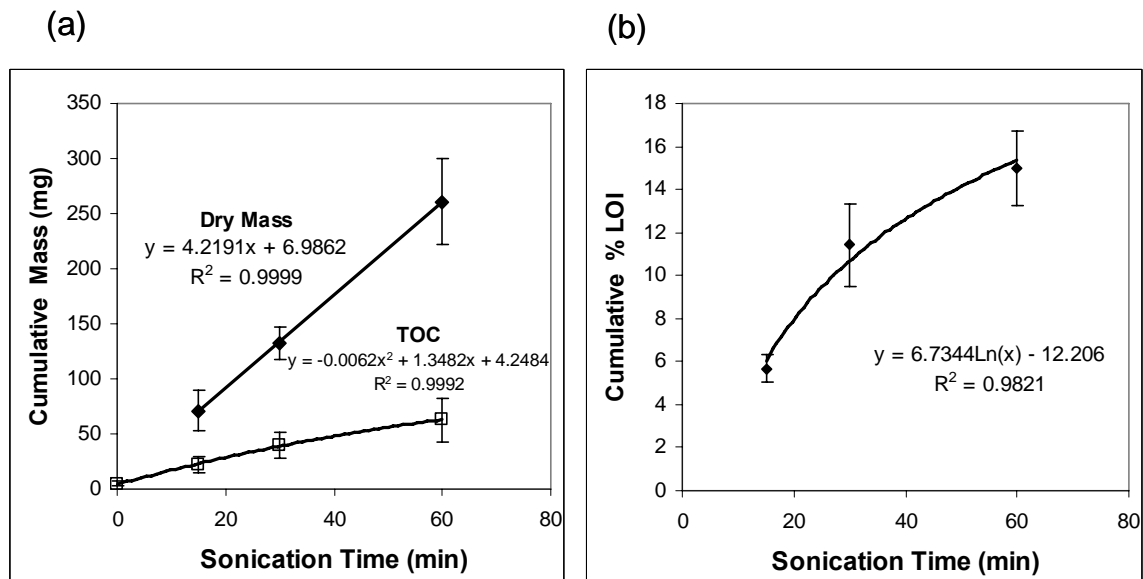 (a)
Cumulative Mass (mg)
350
300
250
200
150
100
50
0
Dry Mass
y = 4.2191x + 6.9862
R² = 0.9999
TOC
y = -0.0062x² + 1.3482x + 4.2484
R² = 0.9992
0 20 40 60 80
Sonication Time (min)
(b)
Cumulative % LOI
18
16
14
12
10
8
6
4
2
0
y = 6.7344Ln(x) - 12.206
R² = 0.9821
0 20 40 60 80
Sonication Time (min)